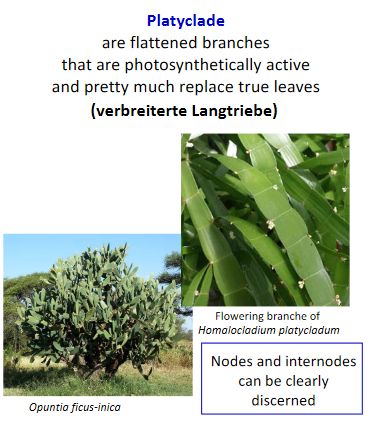 Platyclade
are flattened branches
that are photosynthetically active
and pretty much replace true leaves
(verbreiterte Langtriebe)
Flowering branche of
Homalocladium platycladum
Nodes and internodes
can be clearly
discerned
Opuntia ficus-inica